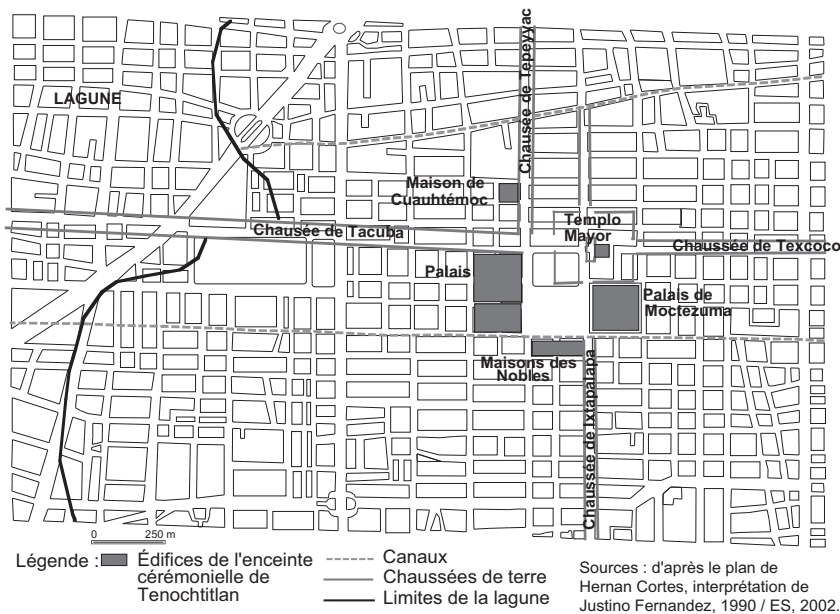 LAGUNE
Chausée de Tepeyyac
Maison de
Cuauhtémoc
Templo
Mayor
Chausée de Tacuba
Chaussée de Texcoco
Palais
Palais de
Moctezuma
Maisons des
Nobles
Chaussée de Ixtapalapa
0 250 m
Légende :
Édifices de l'enceinte
cérémonielle de
Tenochtitlan
Canaux
Chaussées de terre
Limites de la lagune
Sources : d'après le plan de
Hernan Cortes, interprétation de
Justino Fernandez, 1990 / ES, 2002.